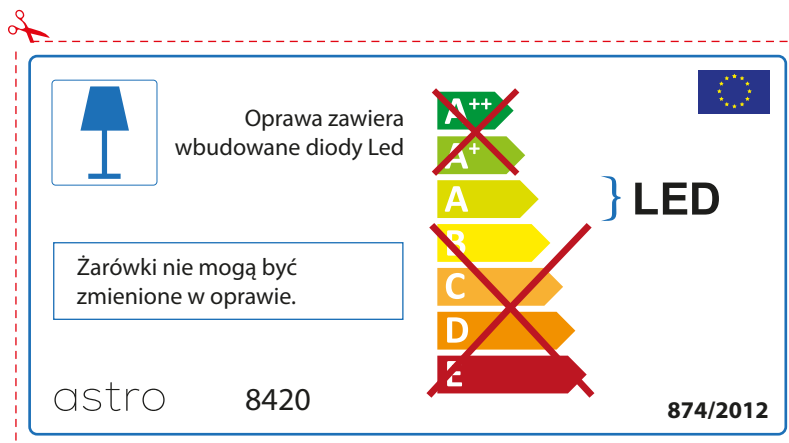 Oprawa zawiera
wbudowane diody Led
A++
A+
A
B
C
D
E
LED
Żarówki nie mogą być
zmienione w oprawie.
astro
8420
874/2012